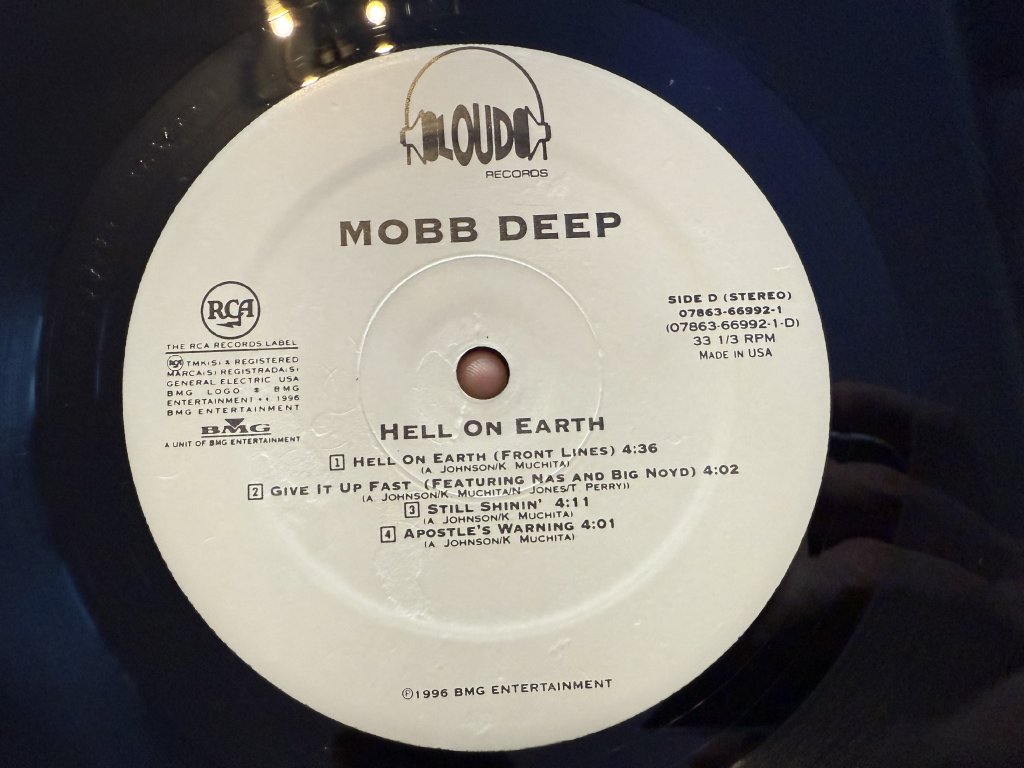 LOUD
RECORDS
MOBB DEEP
RCA
THE RCA RECORDS LABEL
RCA TMK(S) ® REGISTERED
MARCA(S) REGISTRADA(S)
GENERAL ELECTRIC USA
BMG LOGO ® BMG
ENTERTAINMENT •• 1996
BMG ENTERTAINMENT
BMG
A UNIT OF BMG ENTERTAINMENT
SIDE D (STEREO)
07863-66992-1
(07863-66992-1-D)
33 1/3 RPM
MADE IN USA
HELL ON EARTH
1 HELL ON EARTH (FRONT LINES) 4:36
(A JOHNSON/K MUCHITA)
2 GIVE IT UP FAST (FEATURING NAS AND BIG NOYD) 4:02
(A. JOHNSON/K. MUCHITA/N JONES/T PERRY))
3 STILL SHININ' 4:11
(A JOHNSON/K MUCHITA)
4 APOSTLE'S WARNING 4:01
(A JOHNSON/K MUCHITA)
℗1996 BMG ENTERTAINMENT